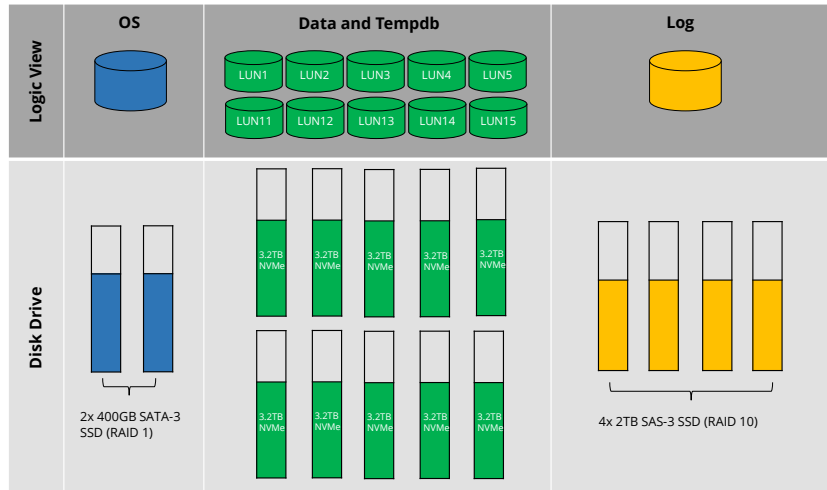 OS
Data and Tempdb
Log
Logic View
LUN1 LUN2 LUN3 LUN4 LUN5
LUN11 LUN12 LUN13 LUN14 LUN15
Disk Drive
3.2TB 3.2TB 3.2TB 3.2TB 3.2TB
NVMe NVMe NVMe NVMe NVMe
3.2TB 3.2TB 3.2TB 3.2TB 3.2TB
NVMe NVMe NVMe NVMe NVMe
2x 400GB SATA-3
SSD (RAID 1)
4x 2TB SAS-3 SSD (RAID 10)